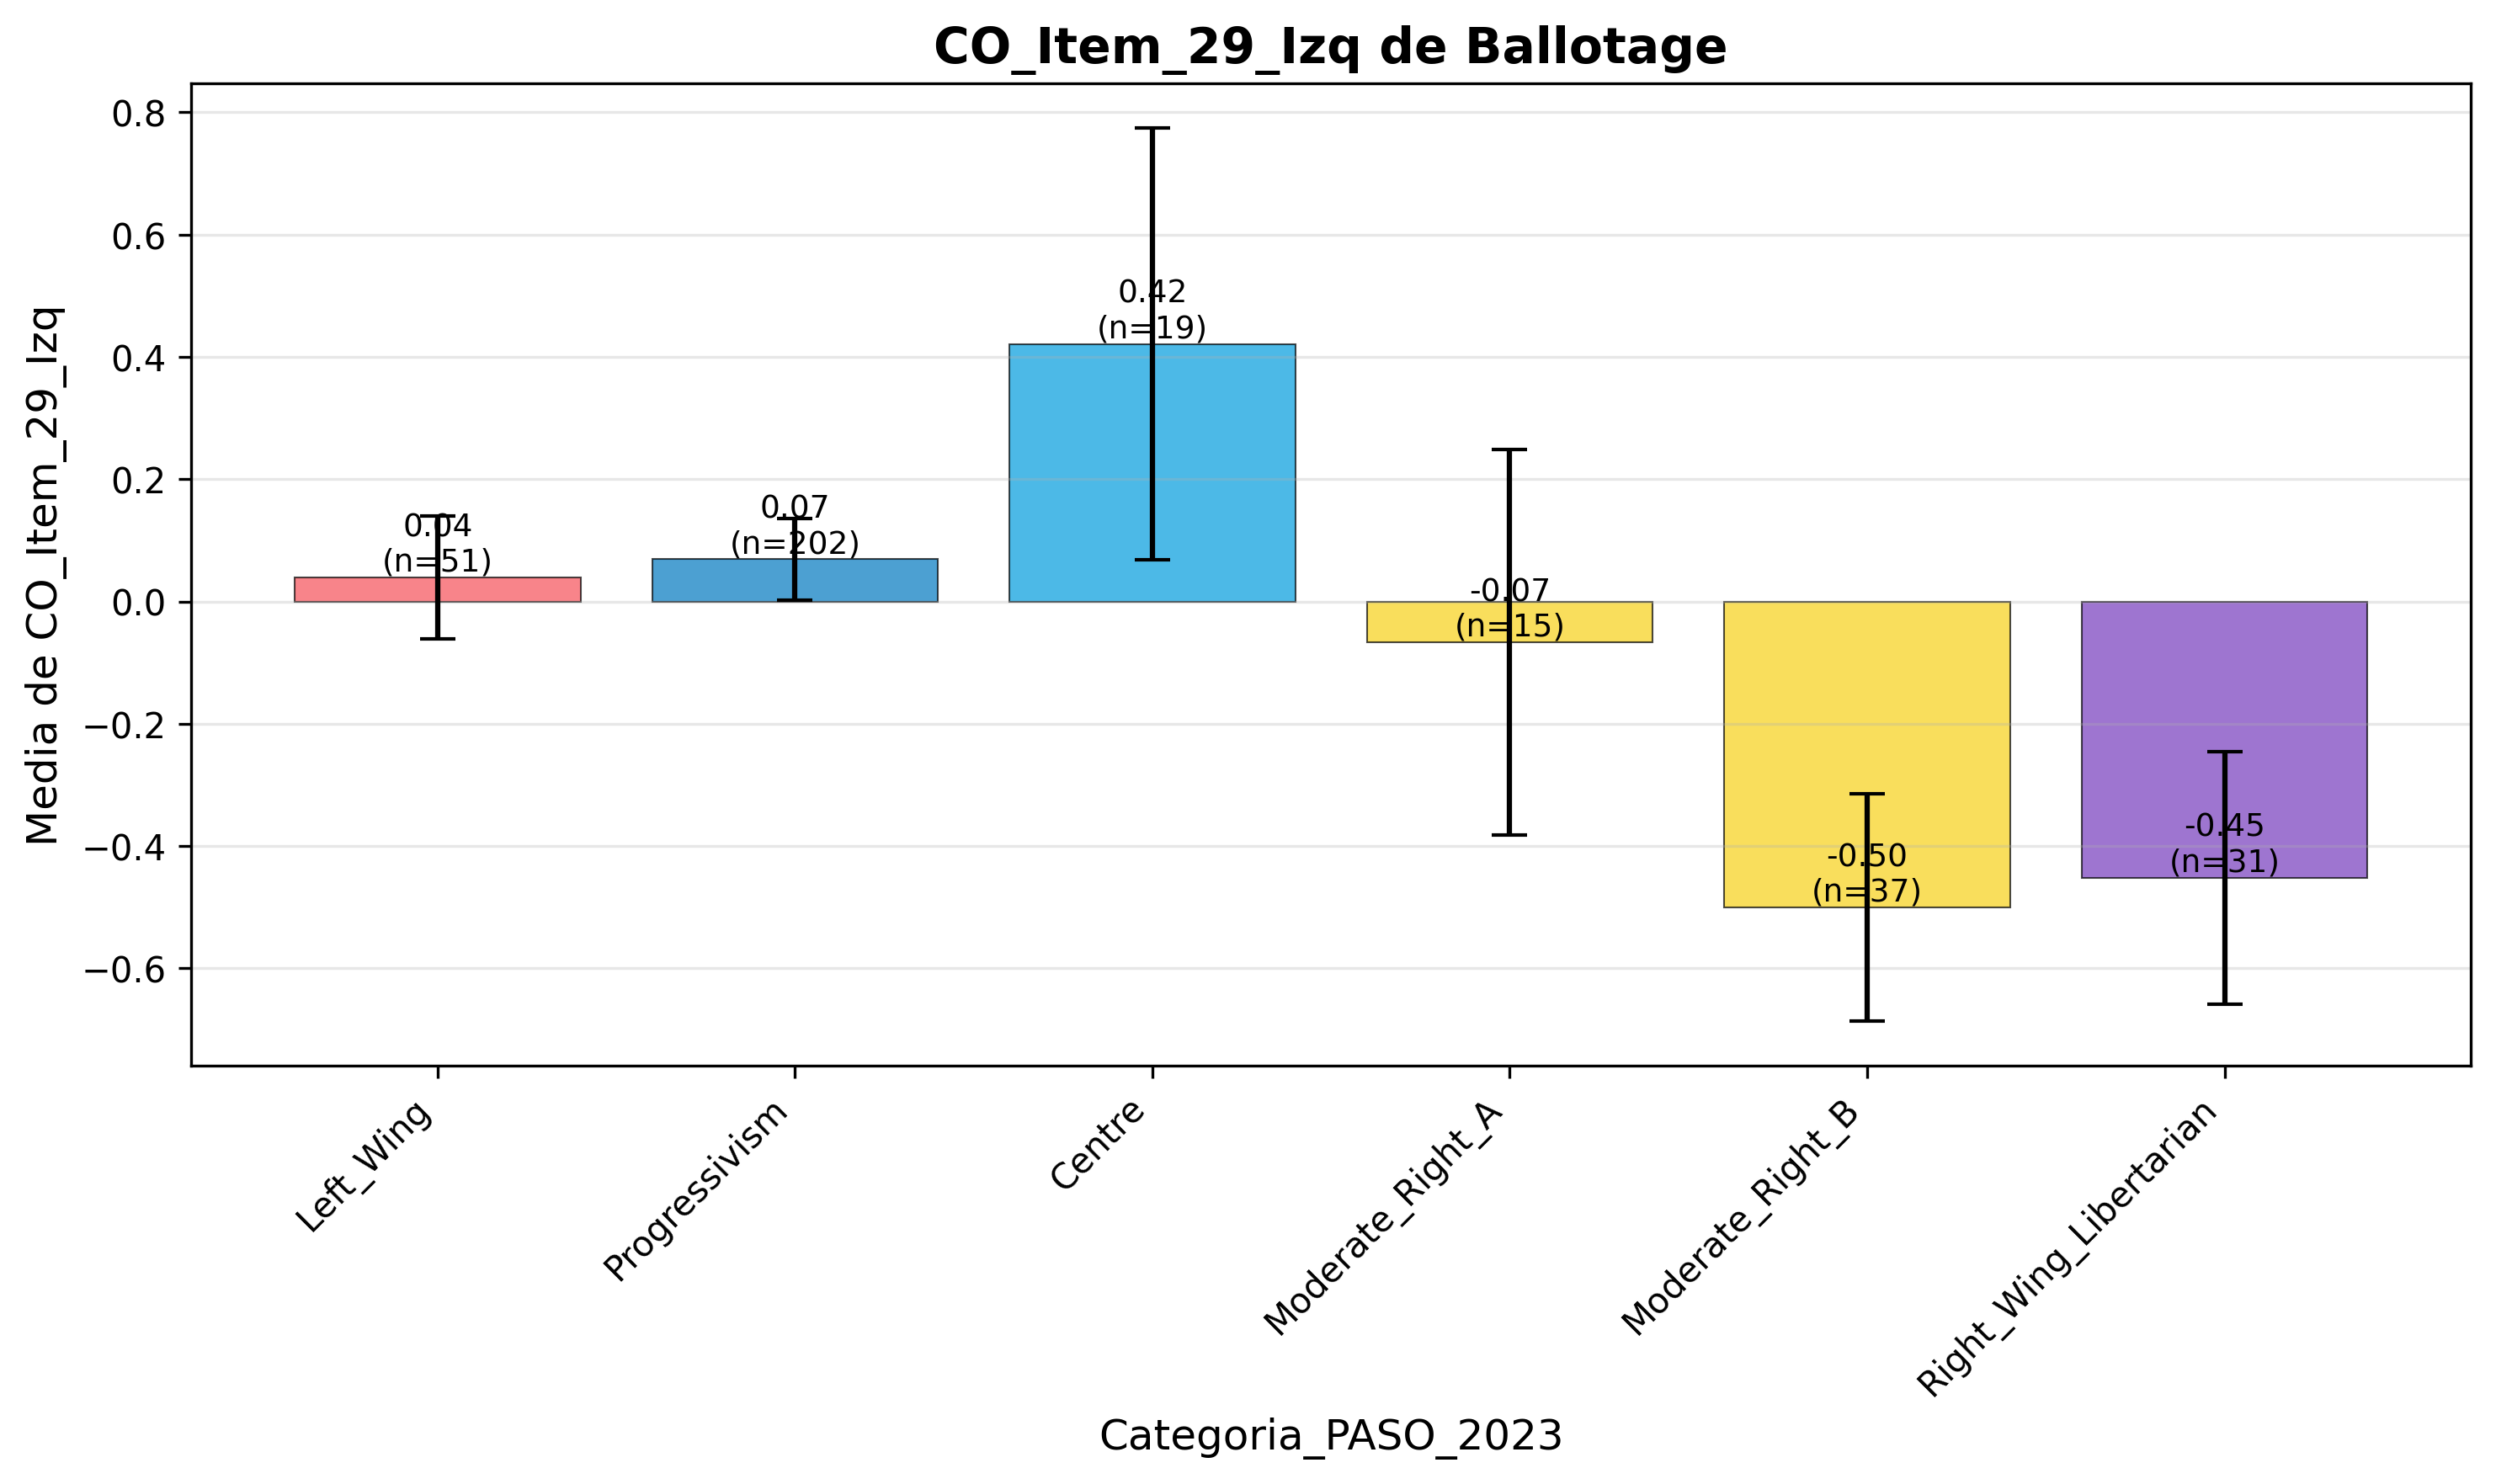 CO_Item_29_Izq de Ballotage
Media de CO_Item_29_Izq
0.8
0.6
0.4
0.2
0.0
−0.2
−0.4
−0.6
0.04
(n=51)
0.07
(n=202)
0.42
(n=19)
-0.07
(n=15)
-0.50
(n=37)
-0.45
(n=31)
Left_Wing
Progressivism
Centre
Moderate_Right_A
Moderate_Right_B
Right_Wing_Libertarian
Categoria_PASO_2023